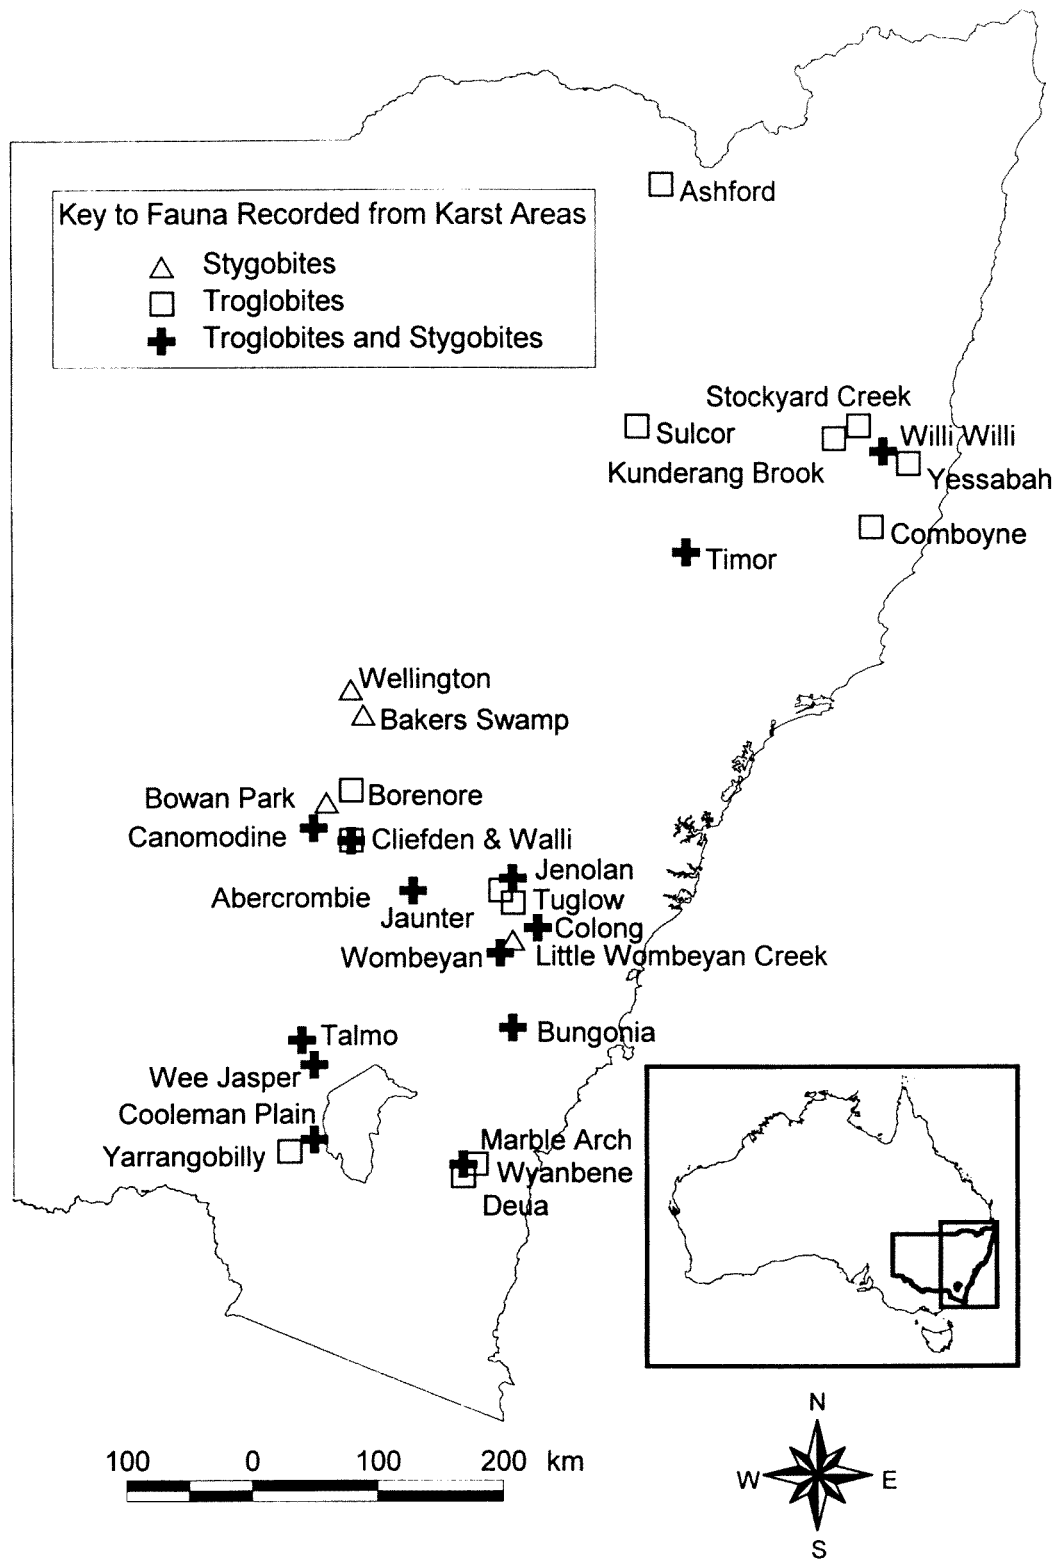 Ashford
Key to Fauna Recorded from Karst Areas
Stygobites
Troglobites
Troglobites and Stygobites
Stockyard Creek
Sulcor
Willi Willi
Kunderang Brook
Yessabah
Comboyne
Timor
Wellington
Bakers Swamp
Bowan Park
Borenore
Canomodine
Cliefden & Walli
Jenolan
Abercrombie
Tuglow
Jaunter
Colong
Wombeyan
Little Wombeyan Creek
Talmo
Bungonia
Wee Jasper
Cooleman Plain
Marble Arch
Yarrangobilly
Wyanbene
Deua
N
W
E
S
100 0 100 200 km